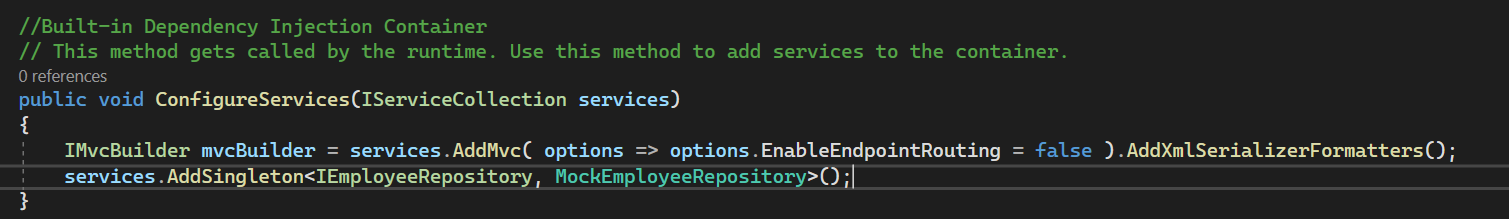 //Built-in Dependency Injection Container
// This method gets called by the runtime. Use this method to add services to the container.
0 references
public void ConfigureServices(IServiceCollection services)
{
IMvcBuilder mvcBuilder = services.AddMvc( options => options.EnableEndpointRouting = false ).AddXmlSerializerFormatters();
services.AddSingleton<IEmployeeRepository, MockEmployeeRepository>();
}